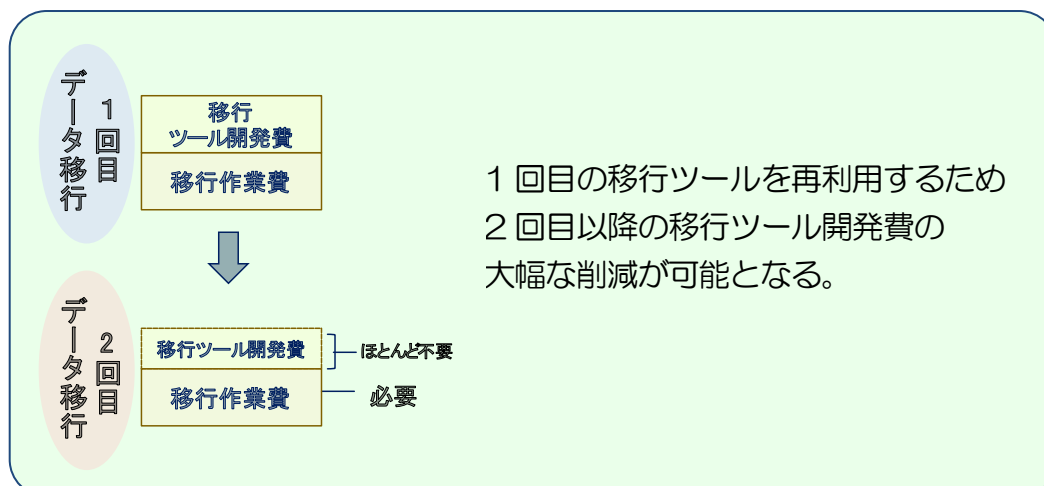 １回目
データ移行
移行
ツール開発費
移行作業費
１回目の移行ツールを再利用するため
２回目以降の移行ツール開発費の
大幅な削減が可能となる。
２回目
データ移行
移行ツール開発費
ほとんど不要
移行作業費
必要